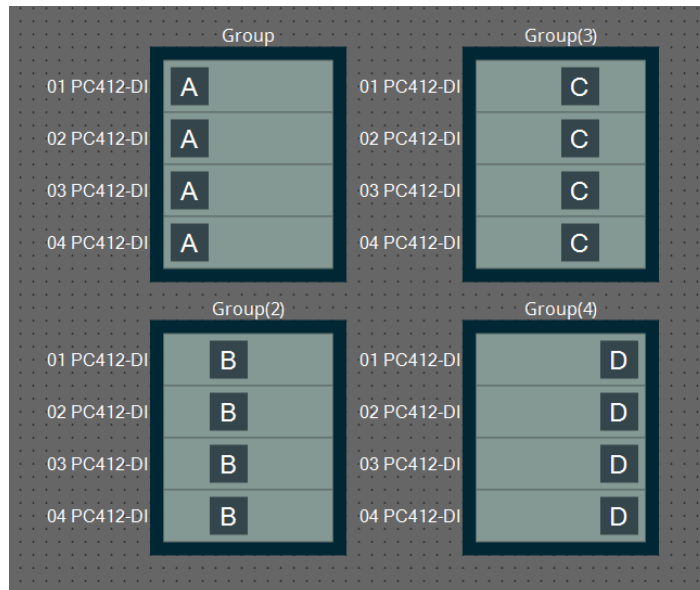 Group
01 PC412-DI A
02 PC412-DI A
03 PC412-DI A
04 PC412-DI A
Group(3)
01 PC412-DI C
02 PC412-DI C
03 PC412-DI C
04 PC412-DI C
Group(2)
01 PC412-DI B
02 PC412-DI B
03 PC412-DI B
04 PC412-DI B
Group(4)
01 PC412-DI D
02 PC412-DI D
03 PC412-DI D
04 PC412-DI D